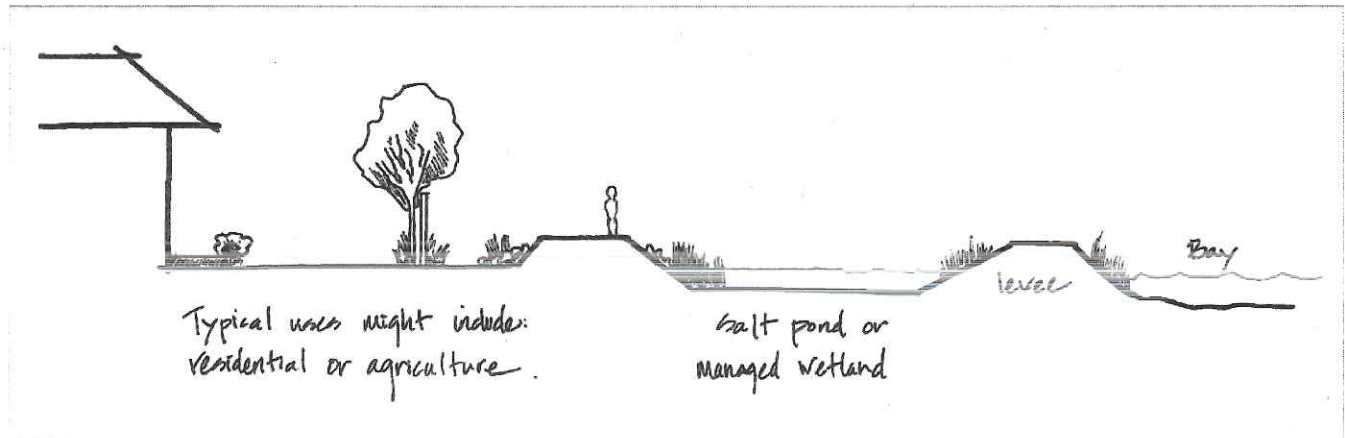 Typical uses might include:
residential or agriculture.
Salt pond or
managed wetland
levee
Bay